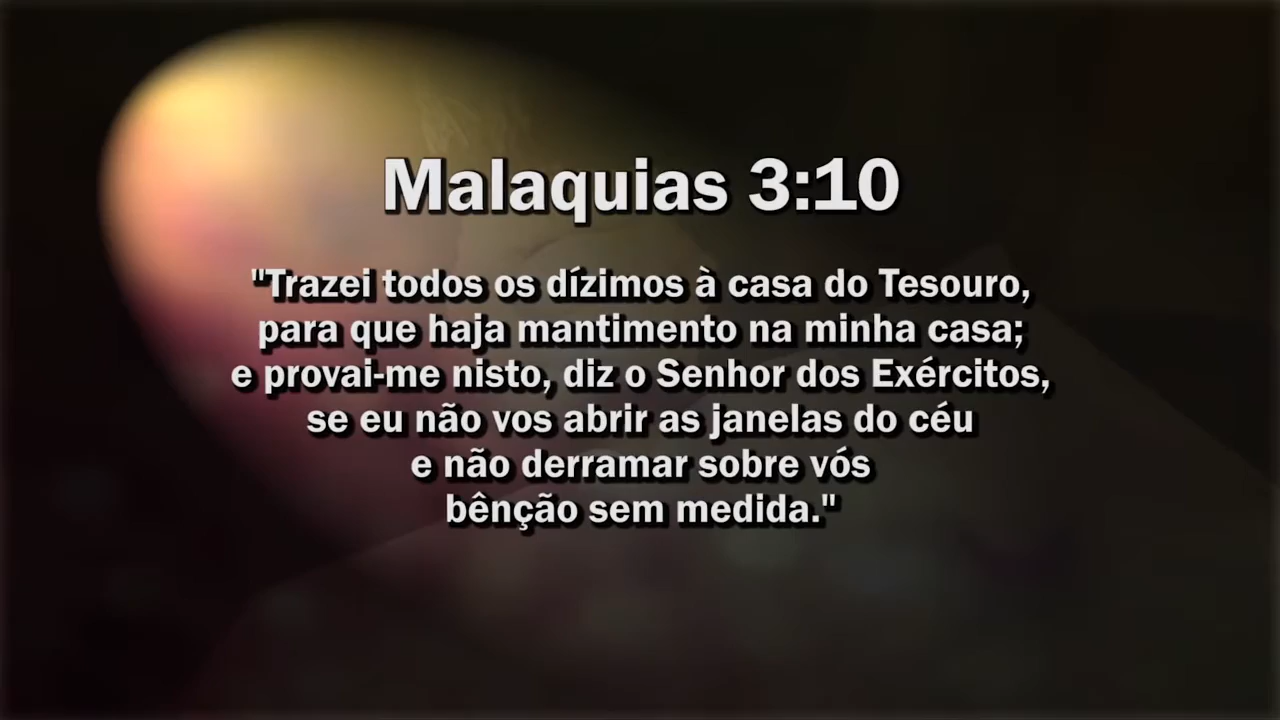 Malaquias 3:10
"Trazei todos os dízimos à casa do Tesouro,
para que haja mantimento na minha casa;
e provai-me nisto, diz o Senhor dos Exércitos,
se eu não vos abrir as janelas do céu
e não derramar sobre vós
bênção sem medida."